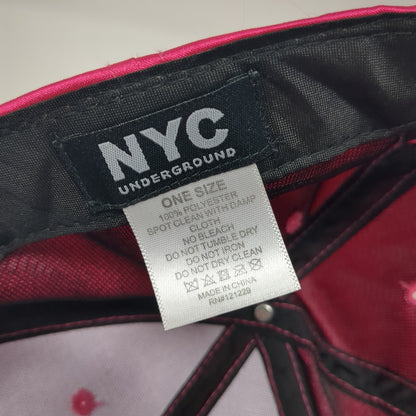 NYC
UNDERGROUND
ONE SIZE
100% POLYESTER
SPOT CLEAN WITH DAMP
CLOTH
NO BLEACH
DO NOT TUMBLE DRY
DO NOT IRON
DO NOT DRY CLEAN
MADE IN CHINA
RN#121229